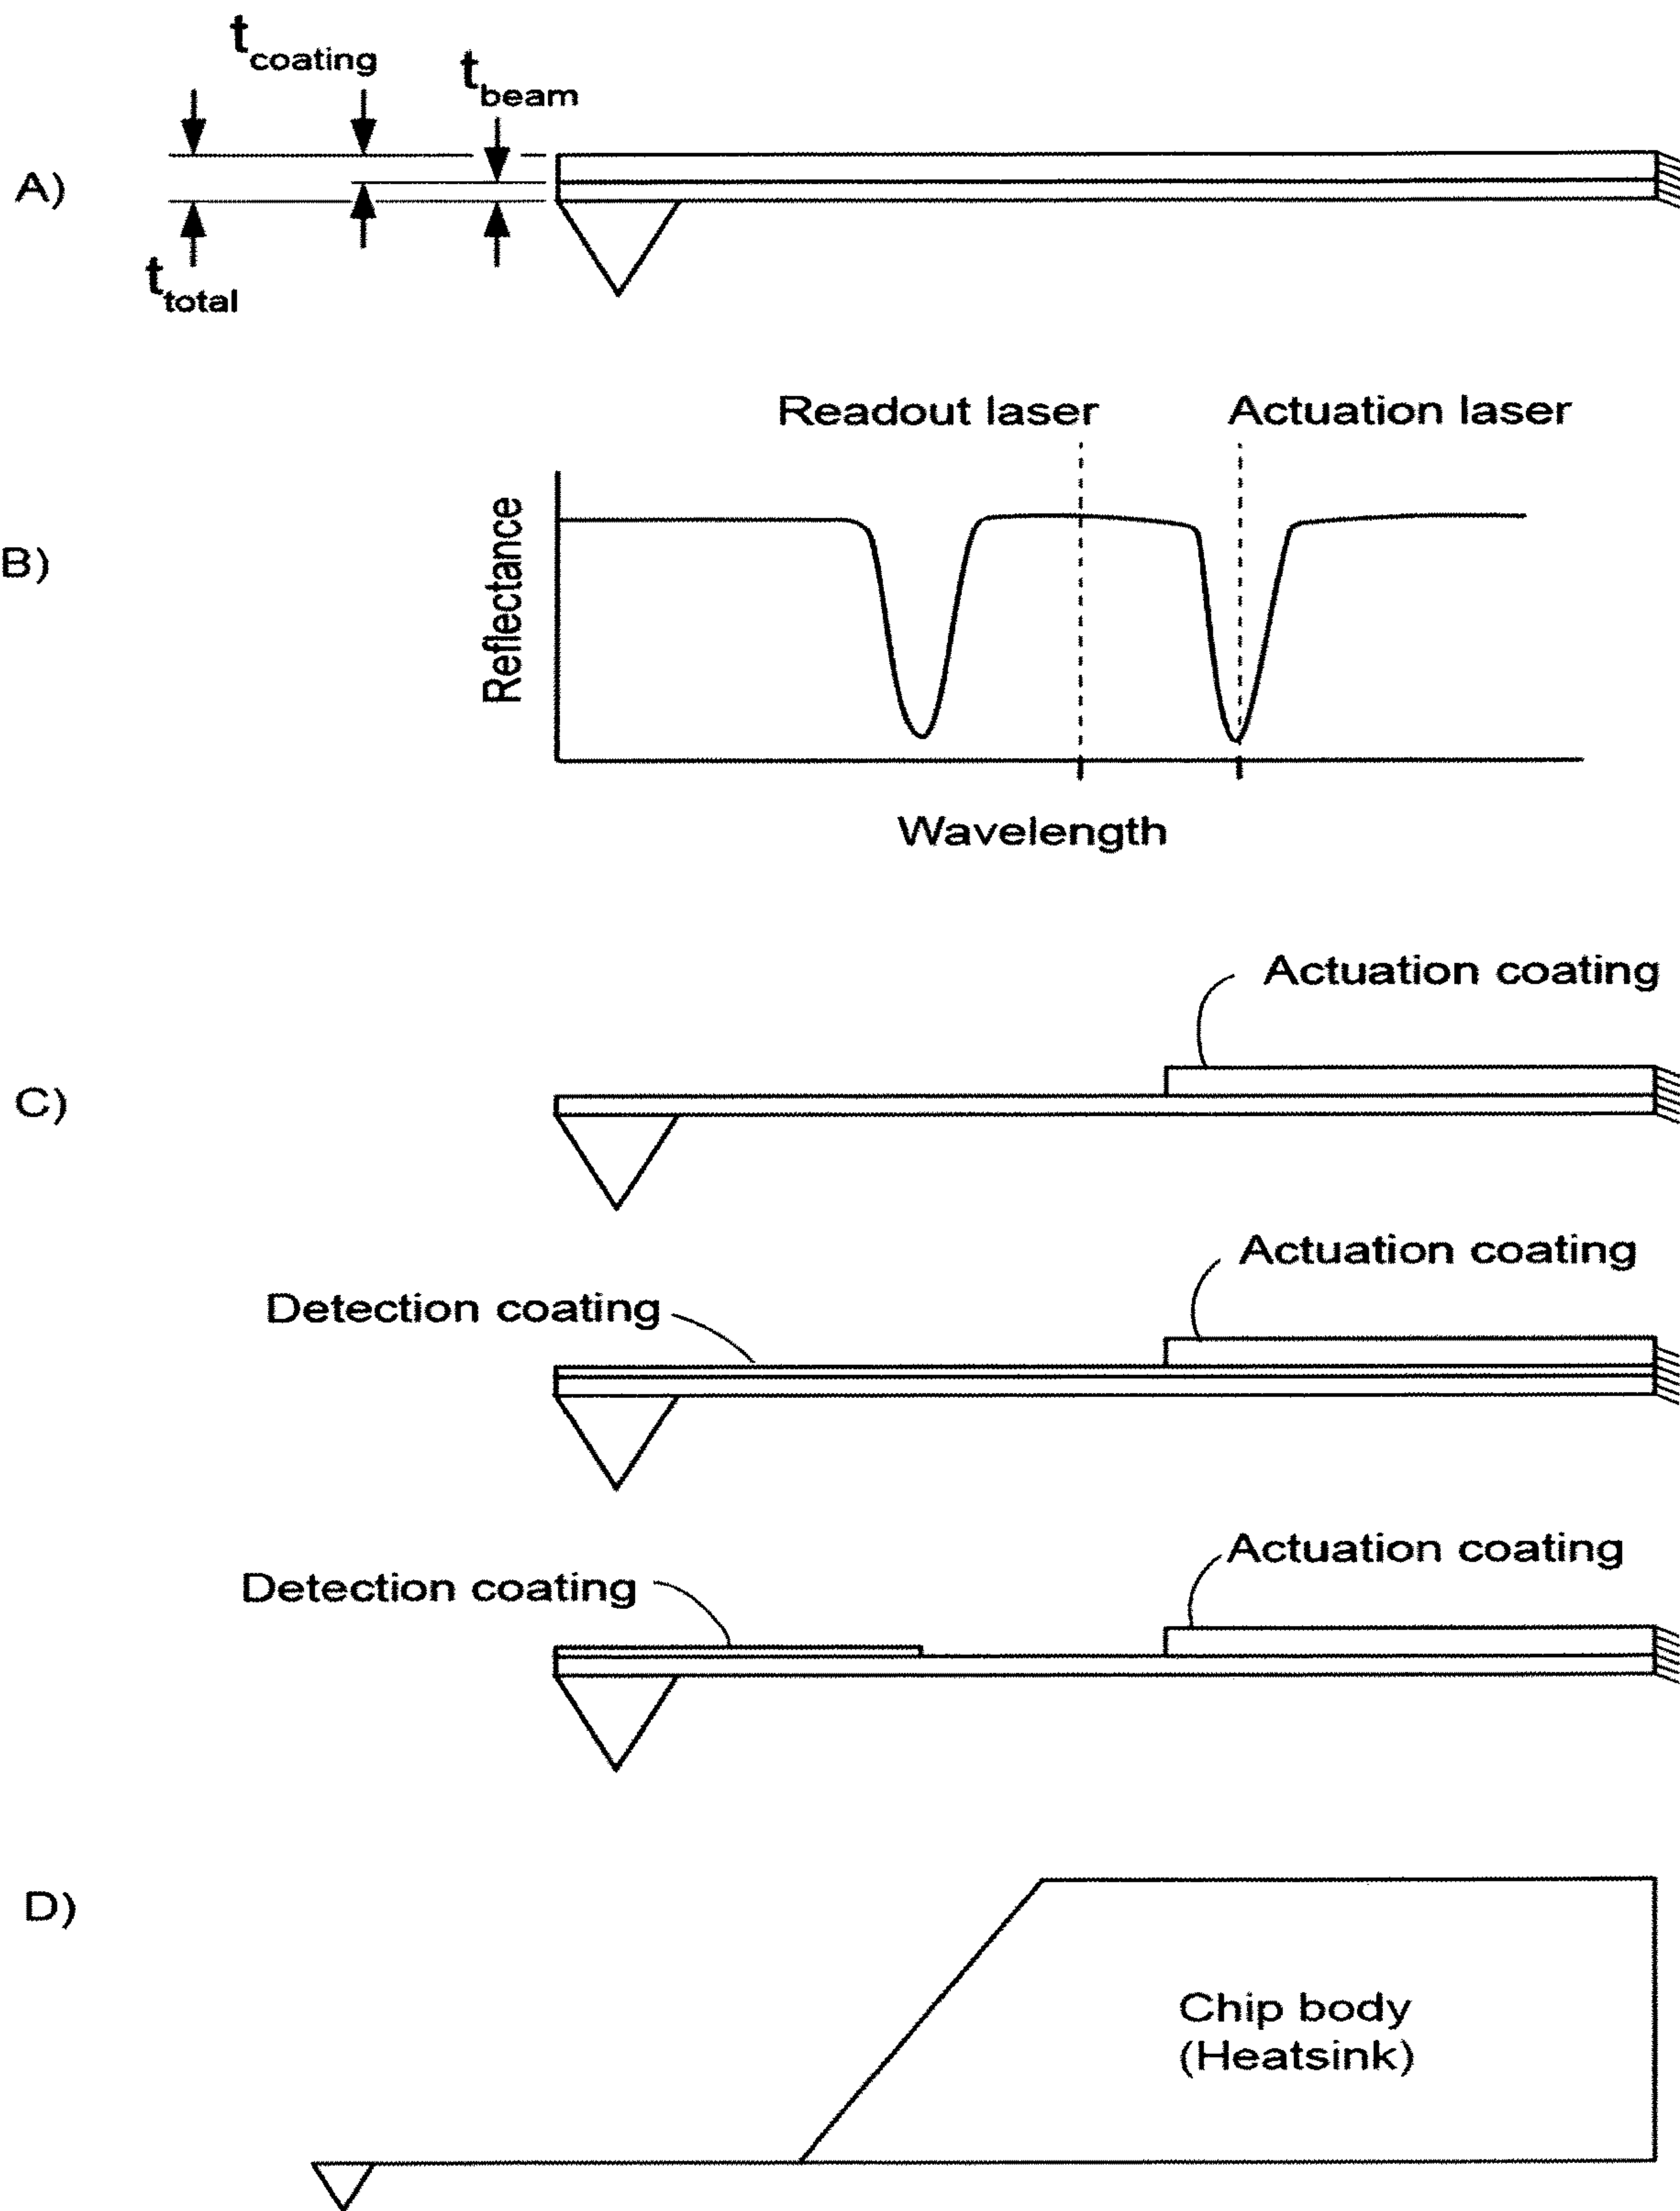 t coating
t beam
A)
t total
Readout laser
Actuation laser
B)
Reflectance
Wavelength
Actuation coating
C)
Actuation coating
Detection coating
Actuation coating
Detection coating
D)
Chip body
(Heatsink)